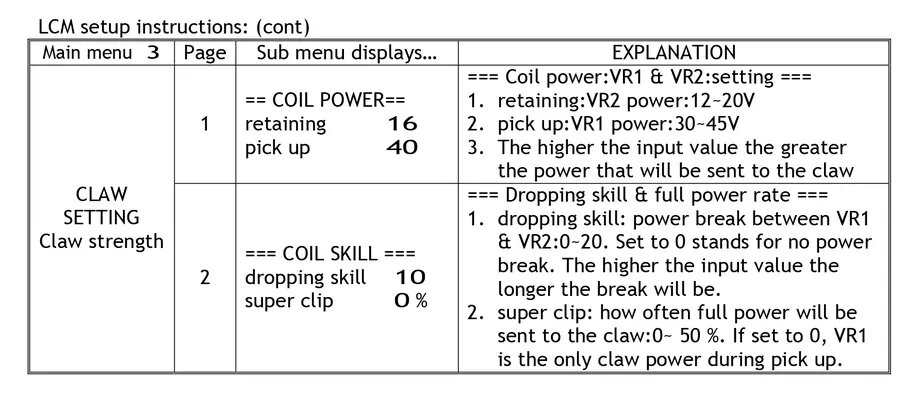 LCM setup instructions: (cont)
Main menu 3 Page Sub menu displays… EXPLANATION
CLAW
SETTING
Claw strength
1
== COIL POWER==
retaining 16
pick up 40
=== Coil power:VR1 & VR2:setting ===
1. retaining:VR2 power:12~20V
2. pick up:VR1 power:30~45V
3. The higher the input value the greater
the power that will be sent to the claw
2
=== COIL SKILL ===
dropping skill 10
super clip 0 %
=== Dropping skill & full power rate ===
1. dropping skill: power break between VR1
& VR2:0~20. Set to 0 stands for no power
break. The higher the input value the
longer the break will be.
2. super clip: how often full power will be
sent to the claw:0~ 50 %. If set to 0, VR1
is the only claw power during pick up.